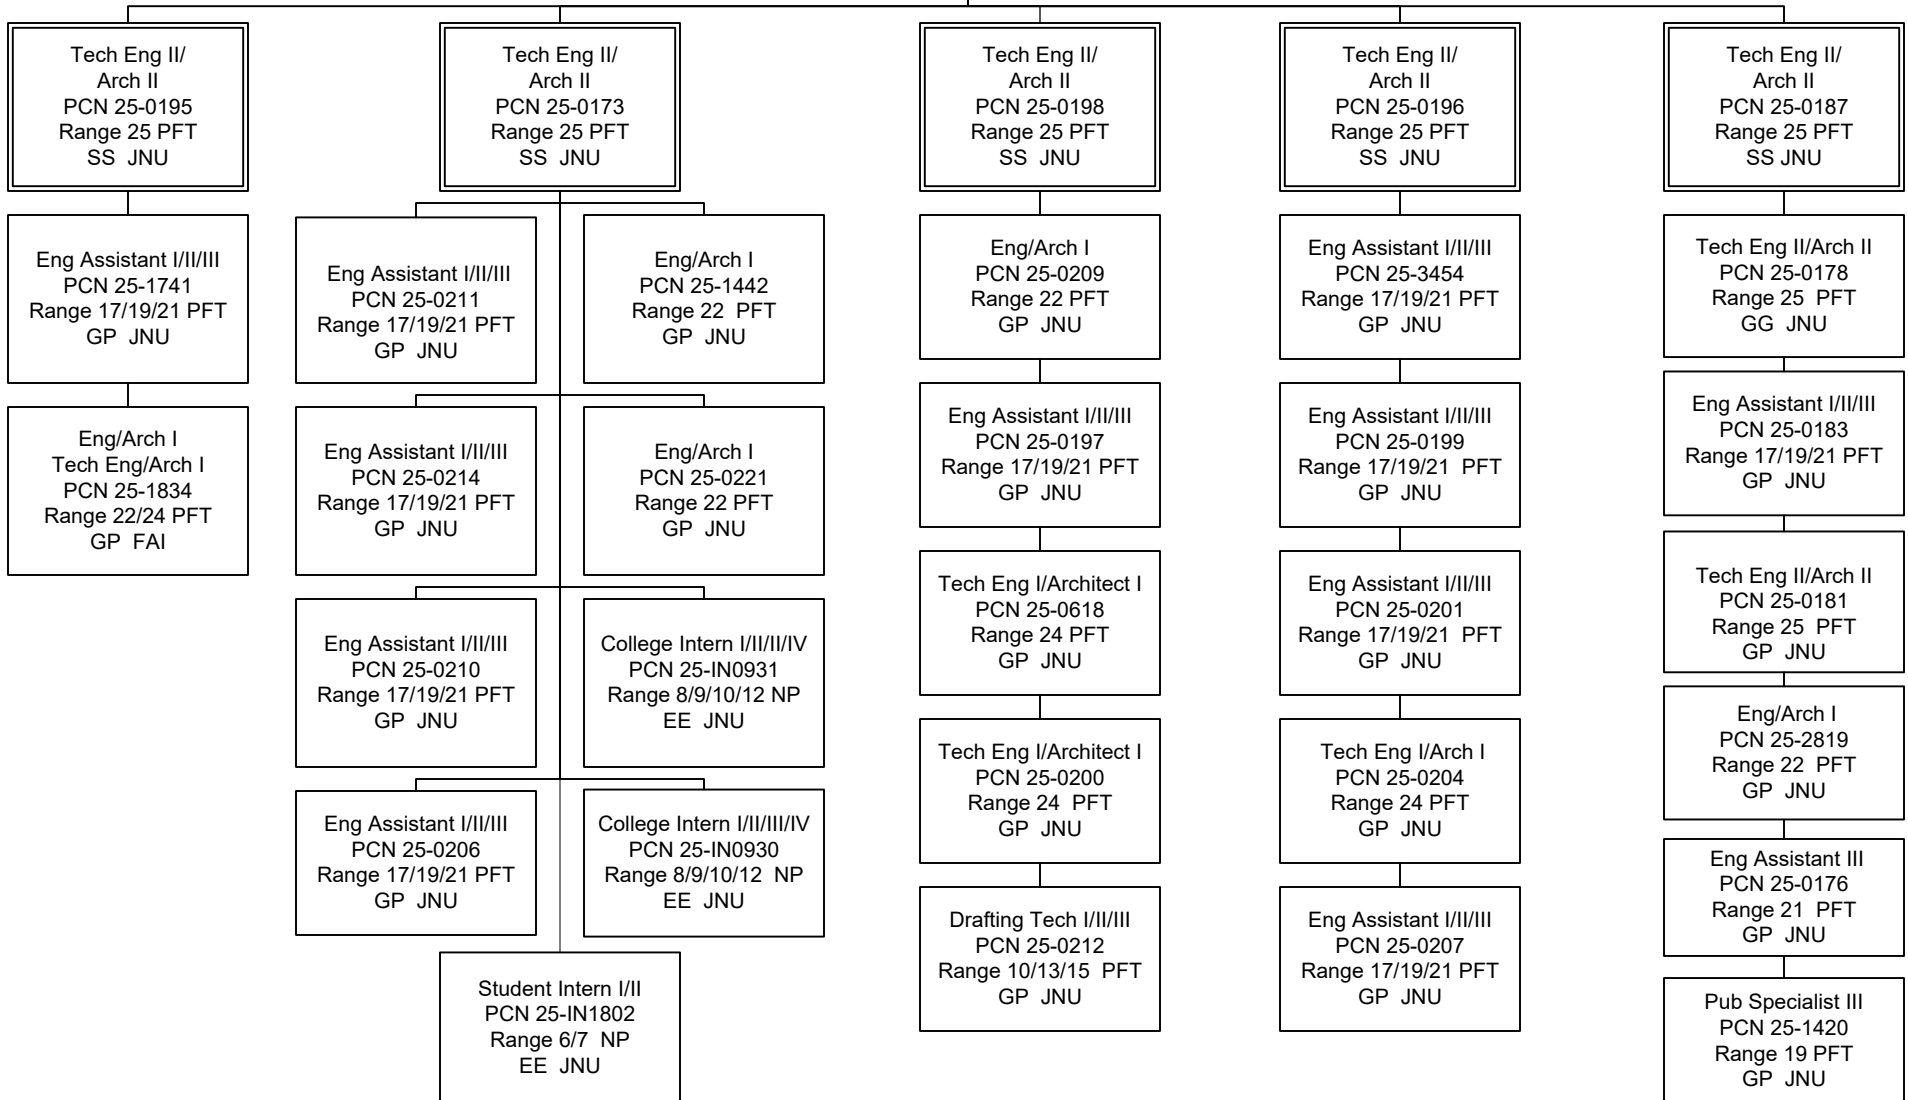 Tech Eng II/
Arch II
PCN 25-0195
Range 25 PFT
SS JNU
Eng Assistant I/II/III
PCN 25-1741
Range 17/19/21 PFT
GP JNU
Eng/Arch I
Tech Eng/Arch I
PCN 25-1834
Range 22/24 PFT
GP FAI
Tech Eng II/
Arch II
PCN 25-0173
Range 25 PFT
SS JNU
Eng Assistant I/II/III
PCN 25-0211
Range 17/19/21 PFT
GP JNU
Eng/Arch I
PCN 25-1442
Range 22 PFT
GP JNU
Eng Assistant I/II/III
PCN 25-0214
Range 17/19/21 PFT
GP JNU
Eng/Arch I
PCN 25-0221
Range 22 PFT
GP JNU
Eng Assistant I/II/III
PCN 25-0210
Range 17/19/21 PFT
GP JNU
College Intern I/II/II/IV
PCN 25-IN0931
Range 8/9/10/12 NP
EE JNU
Eng Assistant I/II/III
PCN 25-0206
Range 17/19/21 PFT
GP JNU
College Intern I/II/III/IV
PCN 25-IN0930
Range 8/9/10/12 NP
EE JNU
Student Intern I/II
PCN 25-IN1802
Range 6/7 NP
EE JNU
Tech Eng II/
Arch II
PCN 25-0198
Range 25 PFT
SS JNU
Eng/Arch I
PCN 25-0209
Range 22 PFT
GP JNU
Eng Assistant I/II/III
PCN 25-0197
Range 17/19/21 PFT
GP JNU
Tech Eng I/Architect I
PCN 25-0618
Range 24 PFT
GP JNU
Tech Eng I/Architect I
PCN 25-0200
Range 24 PFT
GP JNU
Drafting Tech I/II/III
PCN 25-0212
Range 10/13/15 PFT
GP JNU
Tech Eng II/
Arch II
PCN 25-0196
Range 25 PFT
SS JNU
Eng Assistant I/II/III
PCN 25-3454
Range 17/19/21 PFT
GP JNU
Eng Assistant I/II/III
PCN 25-0199
Range 17/19/21 PFT
GP JNU
Eng Assistant I/II/III
PCN 25-0201
Range 17/19/21 PFT
GP JNU
Tech Eng I/Arch I
PCN 25-0204
Range 24 PFT
GP JNU
Eng Assistant I/II/III
PCN 25-0207
Range 17/19/21 PFT
GP JNU
Tech Eng II/
Arch II
PCN 25-0187
Range 25 PFT
SS JNU
Tech Eng II/Arch II
PCN 25-0178
Range 25 PFT
GG JNU
Eng Assistant I/II/III
PCN 25-0183
Range 17/19/21 PFT
GP JNU
Tech Eng II/Arch II
PCN 25-0181
Range 25 PFT
GP JNU
Eng/Arch I
PCN 25-2819
Range 22 PFT
GP JNU
Eng Assistant III
PCN 25-0176
Range 21 PFT
GP JNU
Pub Specialist III
PCN 25-1420
Range 19 PFT
GP JNU